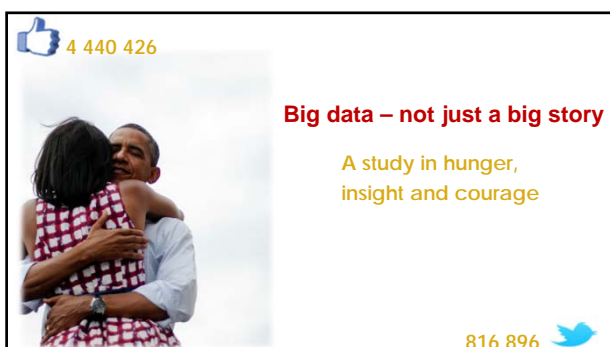 4 440 426
Big data – not just a big story
A study in hunger,
insight and courage
816 896